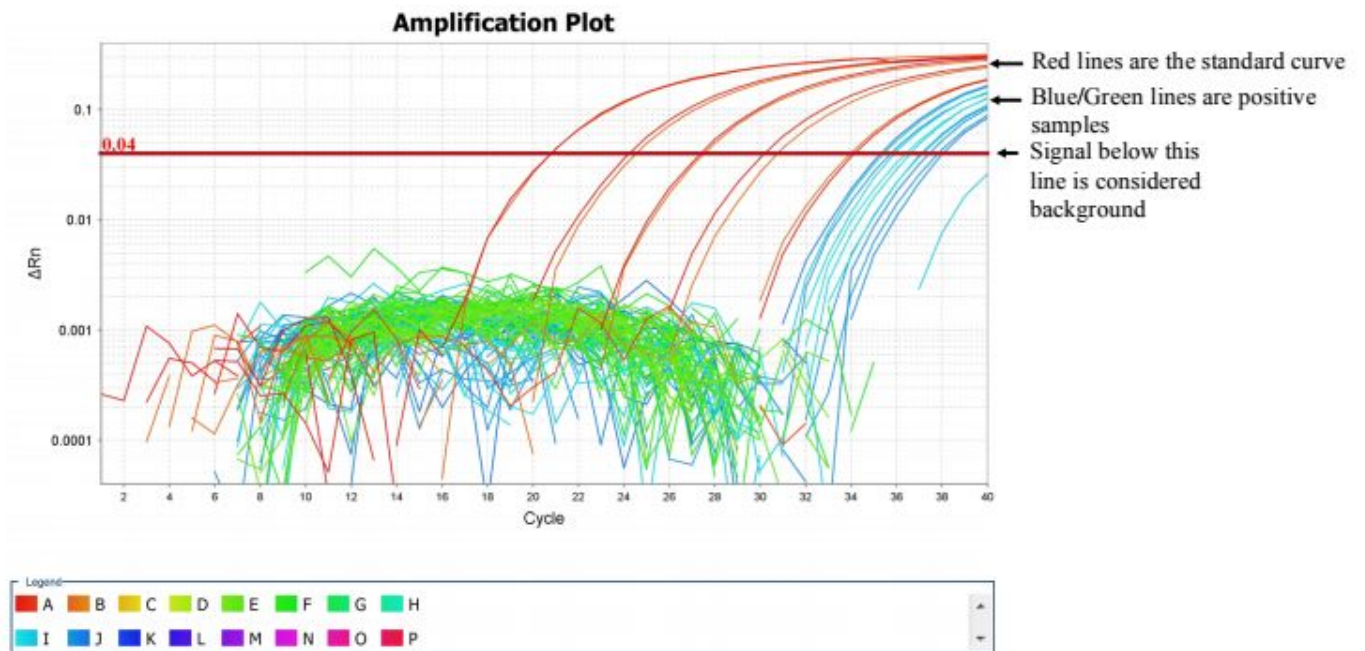 Amplification Plot
Red lines are the standard curve
Blue/Green lines are positive
samples
Signal below this
line is considered
background
0.1
0.04
0.01
0.001
0.0001
ΔRn
2 4 6 8 10 12 14 16 18 20 22 24 26 28 30 32 34 36 38 40
Cycle
Legend
A B C D E F G H
I J K L M N O P